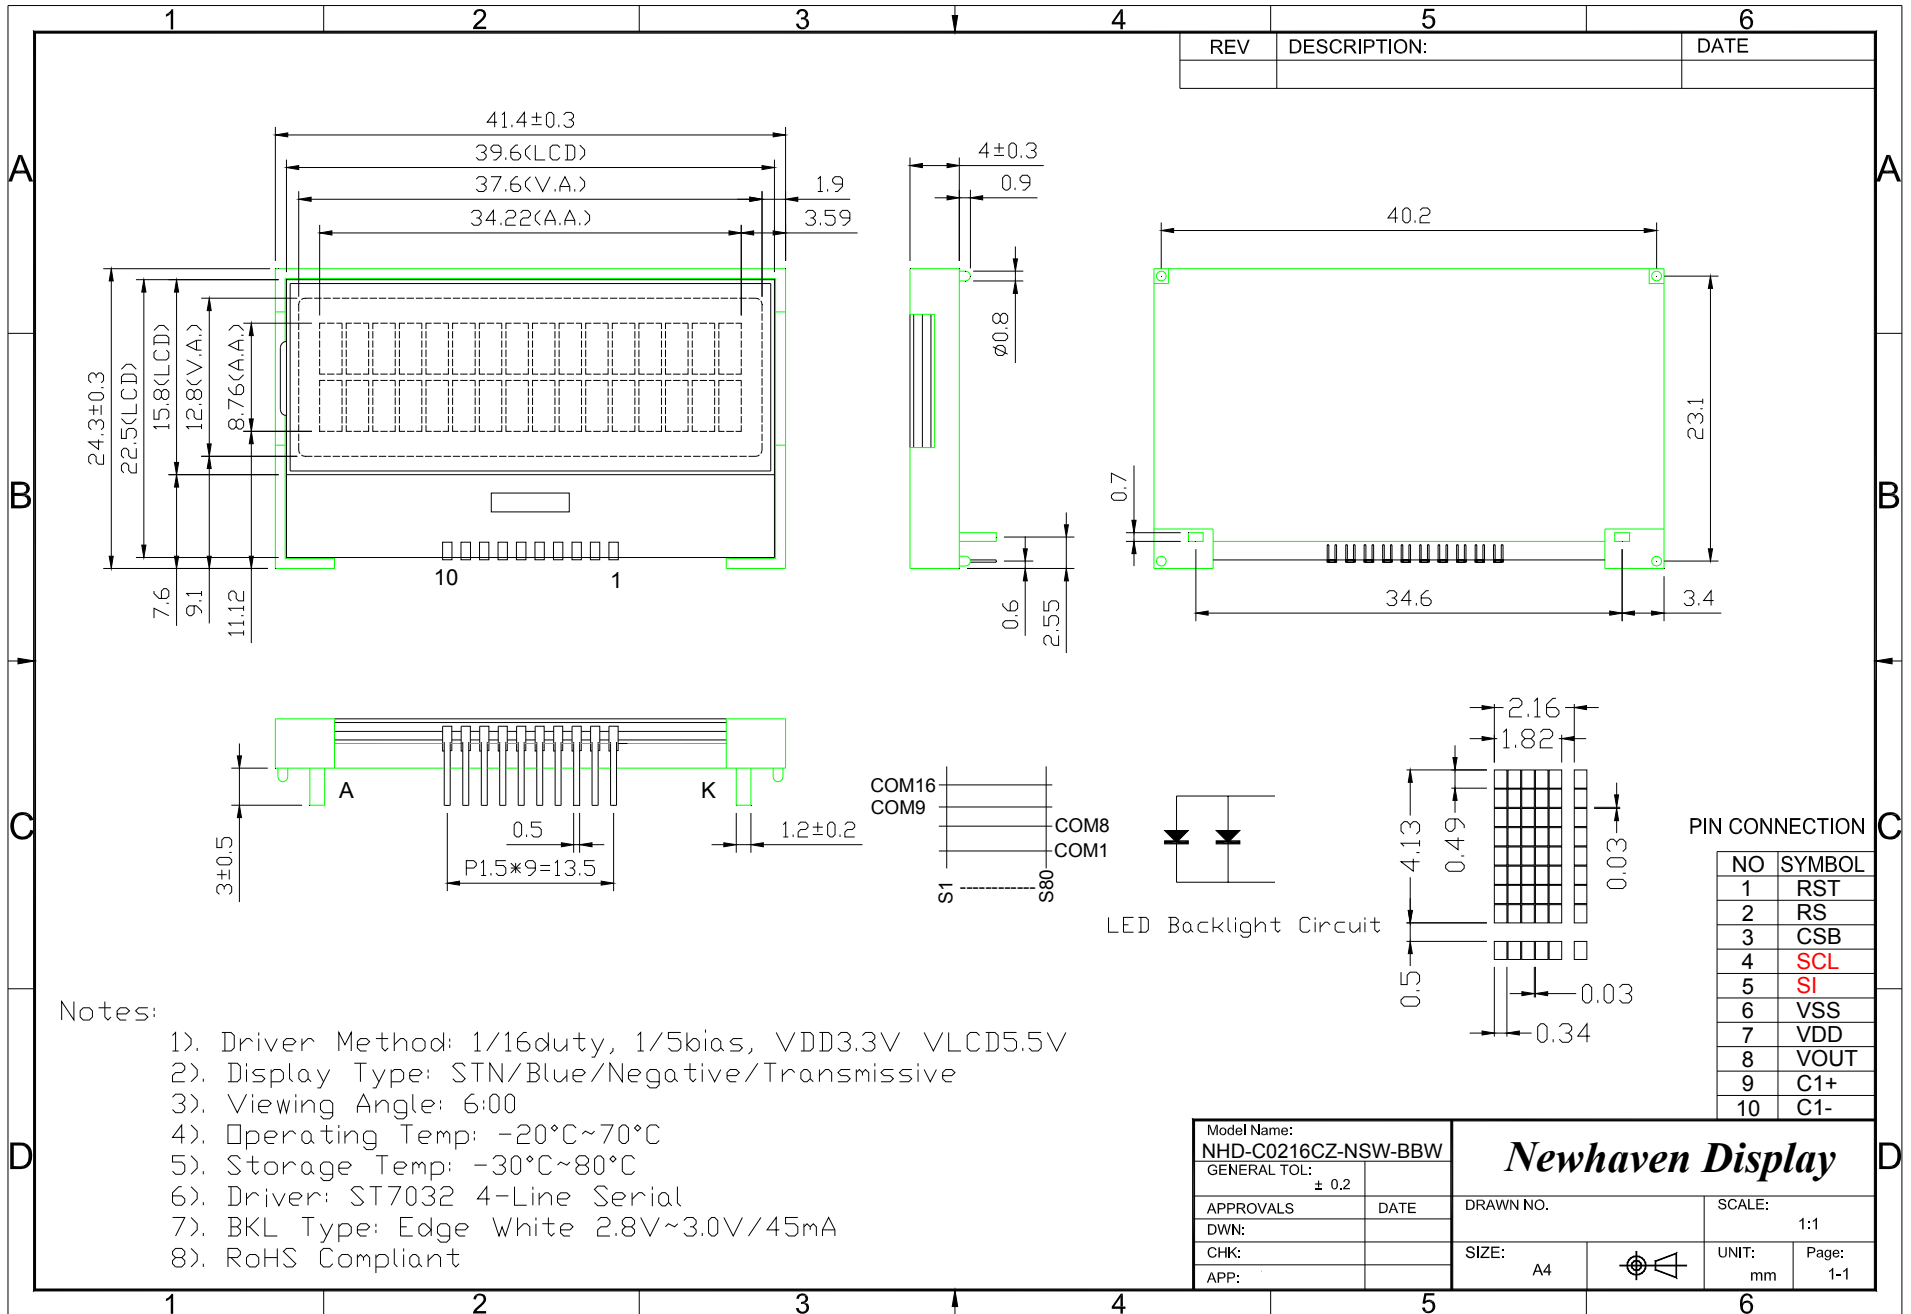 1 2 3 4 5 6
REV DESCRIPTION: DATE
A
B
C
D
A
B
C
D
41.4±0.3
39.6(LCD)
37.6(V.A.)
1.9
34.22(A.A.)
3.59
24.3±0.3
22.5(LCD)
15.8(LCD)
12.8(V.A.)
8.76(A.A.)
7.6
9.1
11.12
10
1
4±0.3
0.9
Ø0.8
0.6
2.55
40.2
23.1
0.7
34.6
3.4
A
K
3±0.5
0.5
P1.5*9=13.5
1.2±0.2
COM16
COM9
COM8
COM1
S1
S80
LED Backlight Circuit
2.16
1.82
4.13
0.49
0.03
0.5
0.03
0.34
PIN CONNECTION
NO SYMBOL
1 RST
2 RS
3 CSB
4 SCL
5 SI
6 VSS
7 VDD
8 VOUT
9 C1+
10 C1-
Notes:
1). Driver Method: 1/16duty, 1/5bias, VDD3.3V VLCD5.5V
2). Display Type: STN/Blue/Negative/Transmissive
3). Viewing Angle: 6:00
4). Operating Temp: -20°C~70°C
5). Storage Temp: -30°C~80°C
6). Driver: ST7032 4-Line Serial
7). BKL Type: Edge White 2.8V~3.0V/45mA
8). RoHS Compliant
Model Name:
NHD-C0216CZ-NSW-BBW
GENERAL TOL:
± 0.2
APPROVALS DATE
DWN:
CHK:
APP:
Newhaven Display
DRAWN NO.
SCALE:
1:1
SIZE:
A4
UNIT:
mm
Page:
1-1
1 2 3 4 5 6